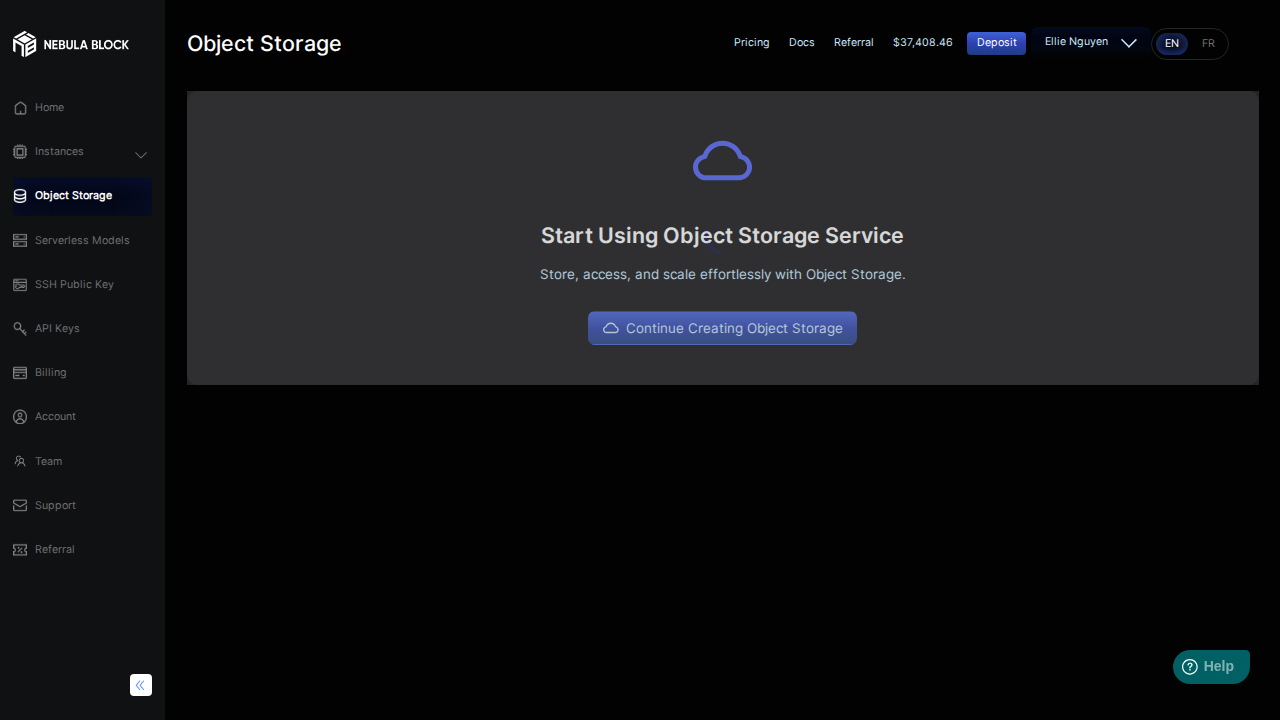 NEBULA BLOCK
Home
Instances
Object Storage
Serverless Models
SSH Public Key
API Keys
Billing
Account
Team
Support
Referral
Object Storage
Pricing
Docs
Referral
$37,408.46
Deposit
Ellie Nguyen
EN
FR
Start Using Object Storage Service
Store, access, and scale effortlessly with Object Storage.
Continue Creating Object Storage
Help